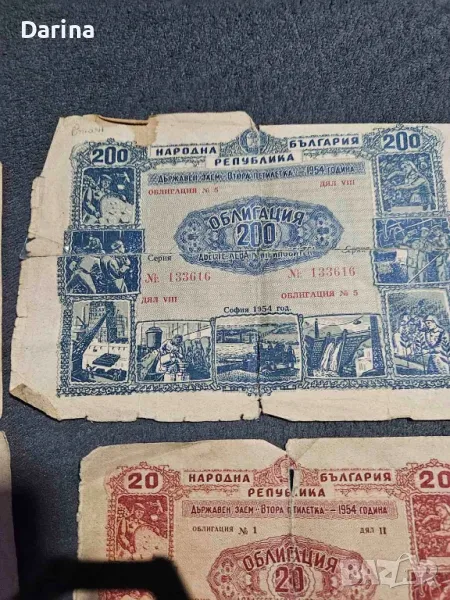 Darina
200 НАРОДНА БЪЛГАРИЯ 200
РЕПУБЛИКА
ДЪРЖАВЕН ЗАЕМ • ВТОРА ПЕТИЛЕТКА • 1954 ГОДИНА
ОБЛИГАЦИЯ № 5 ДЯЛ VIII
ОБЛИГАЦИЯ
200
Серия Серия
№ 133616 № 133616
ДЯЛ VIII ОБЛИГАЦИЯ № 5
София 1954 год.
20 НАРОДНА БЪЛГАРИЯ 20
РЕПУБЛИКА
ДЪРЖАВЕН ЗАЕМ • ВТОРА ПЕТИЛЕТКА — 1954 ГОДИНА
ОБЛИГАЦИЯ № 1 ДЯЛ II
ОБЛИГАЦИЯ
20
BAZAR